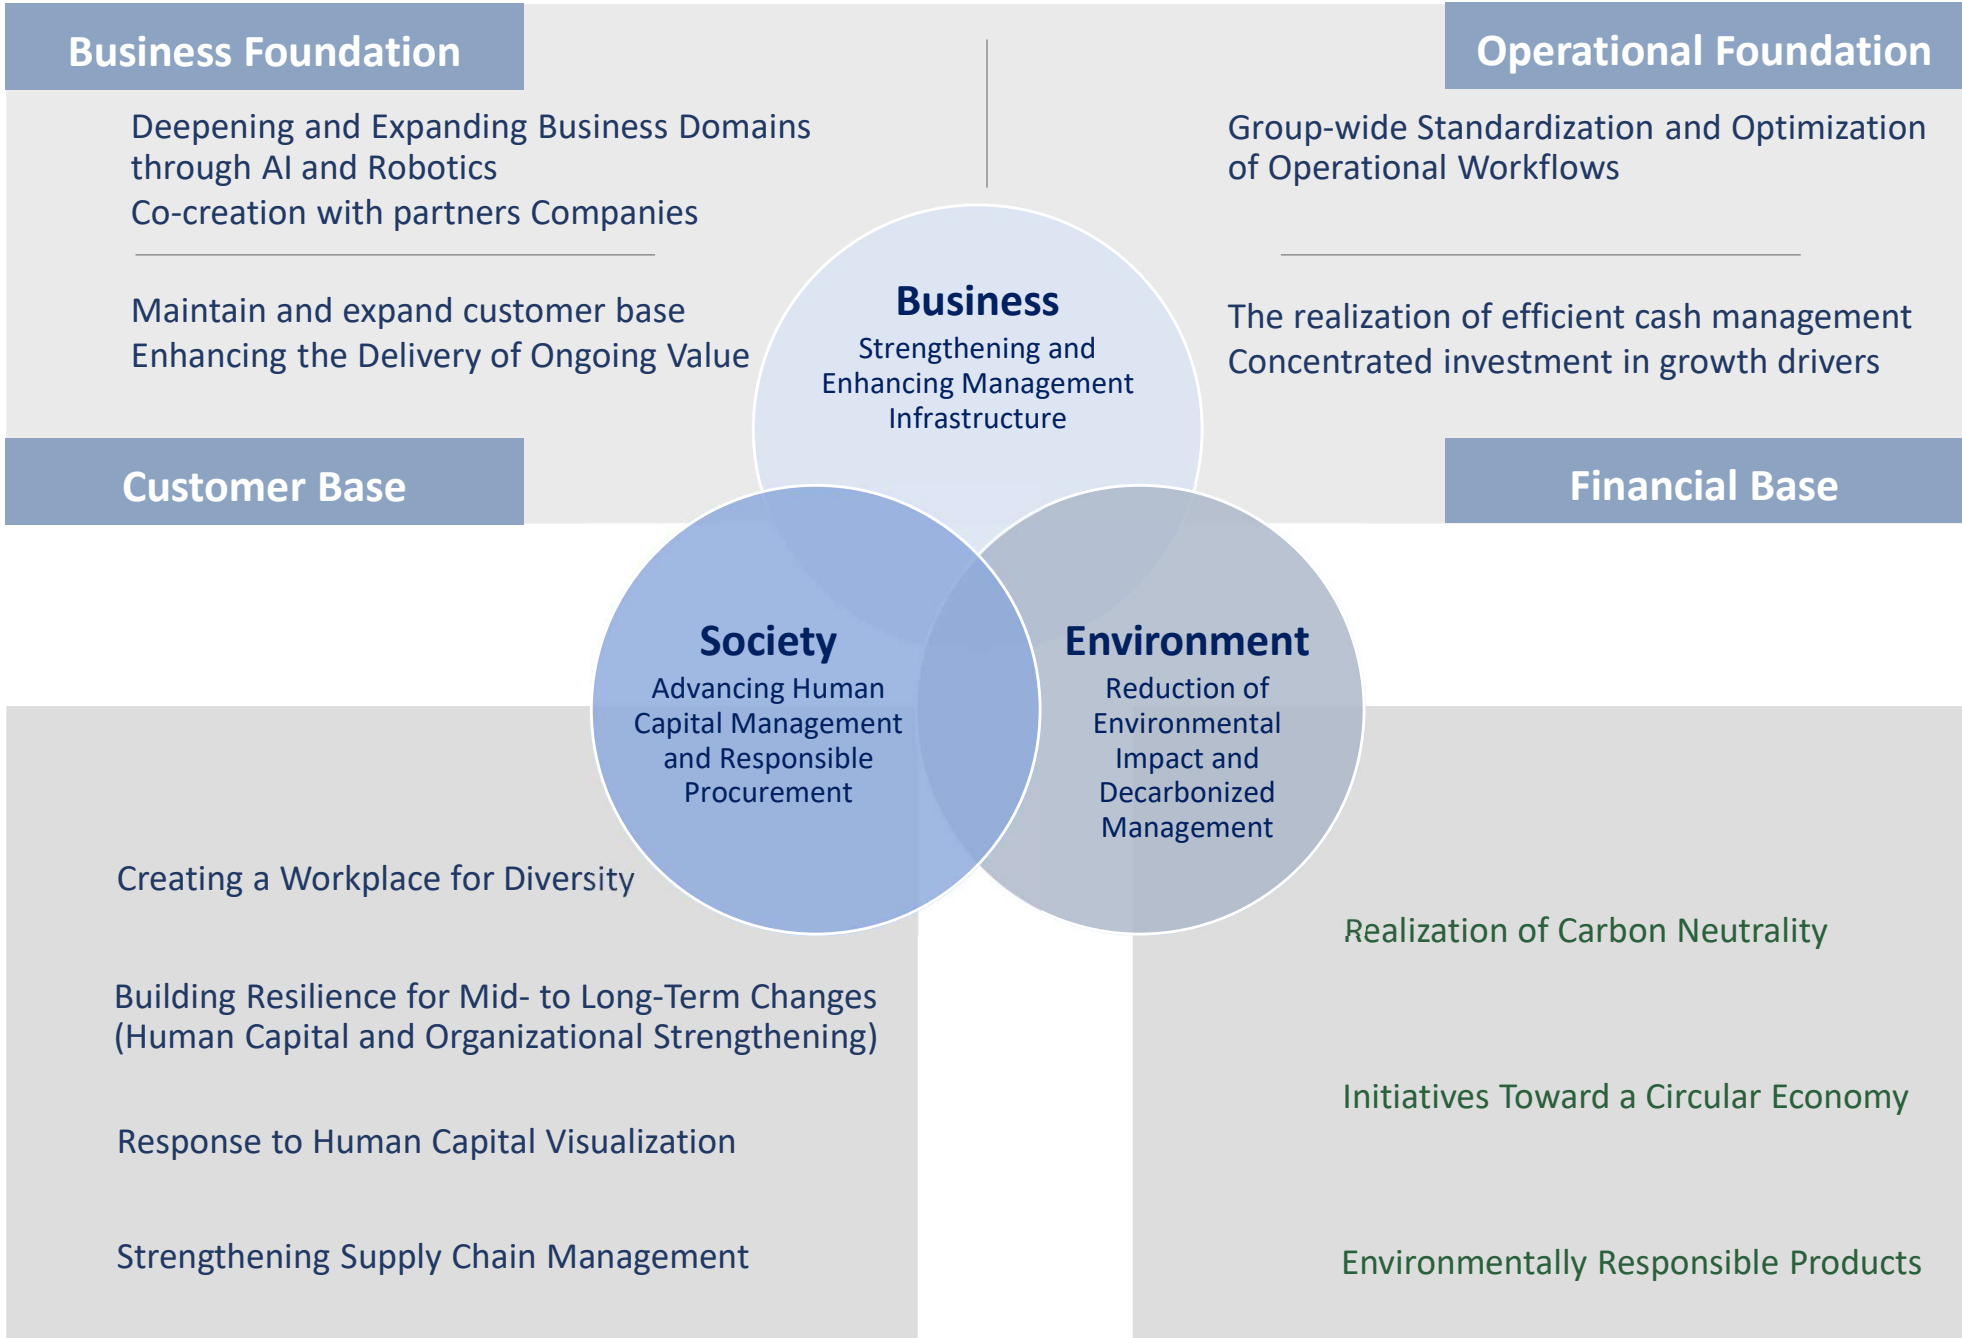 Business Foundation
Deepening and Expanding Business Domains
through AI and Robotics
Co-creation with partners Companies
Maintain and expand customer base
Enhancing the Delivery of Ongoing Value
Customer Base
Operational Foundation
Group-wide Standardization and Optimization
of Operational Workflows
The realization of efficient cash management
Concentrated investment in growth drivers
Financial Base
Business
Strengthening and
Enhancing Management
Infrastructure
Society
Advancing Human
Capital Management
and Responsible
Procurement
Environment
Reduction of
Environmental
Impact and
Decarbonized
Management
Creating a Workplace for Diversity
Building Resilience for Mid- to Long-Term Changes
(Human Capital and Organizational Strengthening)
Response to Human Capital Visualization
Strengthening Supply Chain Management
Realization of Carbon Neutrality
Initiatives Toward a Circular Economy
Environmentally Responsible Products